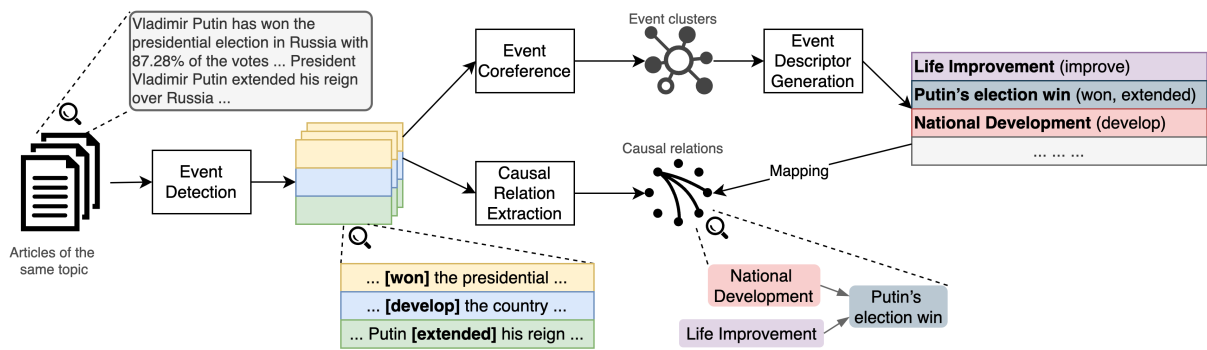 Vladimir Putin has won the
presidential election in Russia with
87.28% of the votes ... President
Vladimir Putin extended his reign
over Russia ...
Articles of the
same topic
Event
Detection
Event
Coreference
Event clusters
Event
Descriptor
Generation
Life Improvement (improve)
Putin's election win (won, extended)
National Development (develop)
... ... ...
Causal
Relation
Extraction
Causal relations
Mapping
... [won] the presidential ...
... [develop] the country ...
... Putin [extended] his reign ...
National
Development
Life Improvement
Putin's
election win